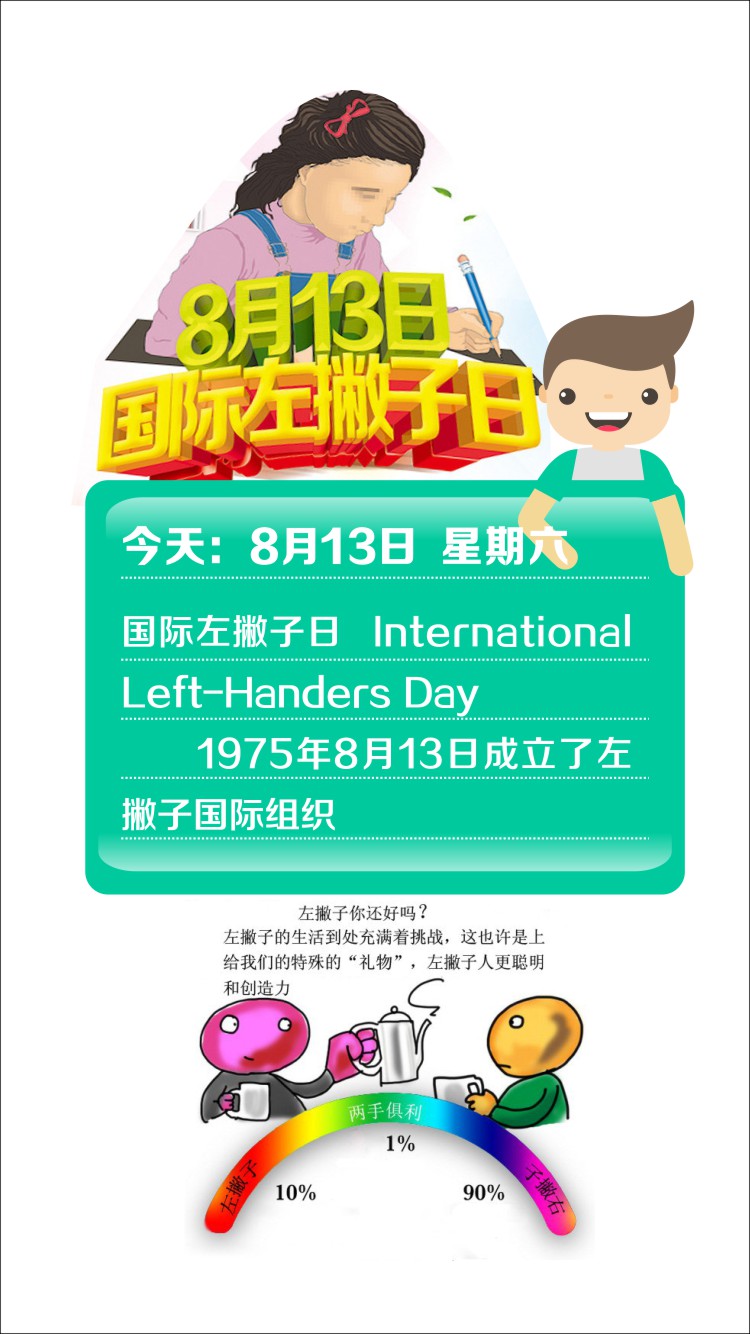 8月13日
国际左撇子日
今天：8月13日 星期六
国际左撇子日 International
Left-Handers Day
1975年8月13日成立了左
撇子国际组织
左撇子你还好吗？
左撇子的生活到处充满着挑战，这也许是上
给我们的特殊的“礼物”，左撇子人更聪明
和创造力
两手俱利
1%
左撇子
10%
90%
子撇右